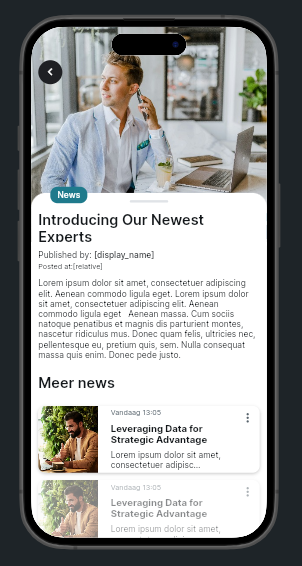 News
Introducing Our Newest
Experts
Published by: [display_name]
Posted at:[relative]
Lorem ipsum dolor sit amet, consectetuer adipiscing
elit. Aenean commodo ligula eget. Lorem ipsum dolor
sit amet, consectetuer adipiscing elit. Aenean
commodo ligula eget  Aenean massa. Cum sociis
natoque penatibus et magnis dis parturient montes,
nascetur ridiculus mus. Donec quam felis, ultricies nec,
pellentesque eu, pretium quis, sem. Nulla consequat
massa quis enim. Donec pede justo.
Meer news
Vandaag 13:05
Leveraging Data for
Strategic Advantage
Lorem ipsum dolor sit amet,
consectetuer adipisc...
Vandaag 13:05
Leveraging Data for
Strategic Advantage
Lorem ipsum dolor sit amet,